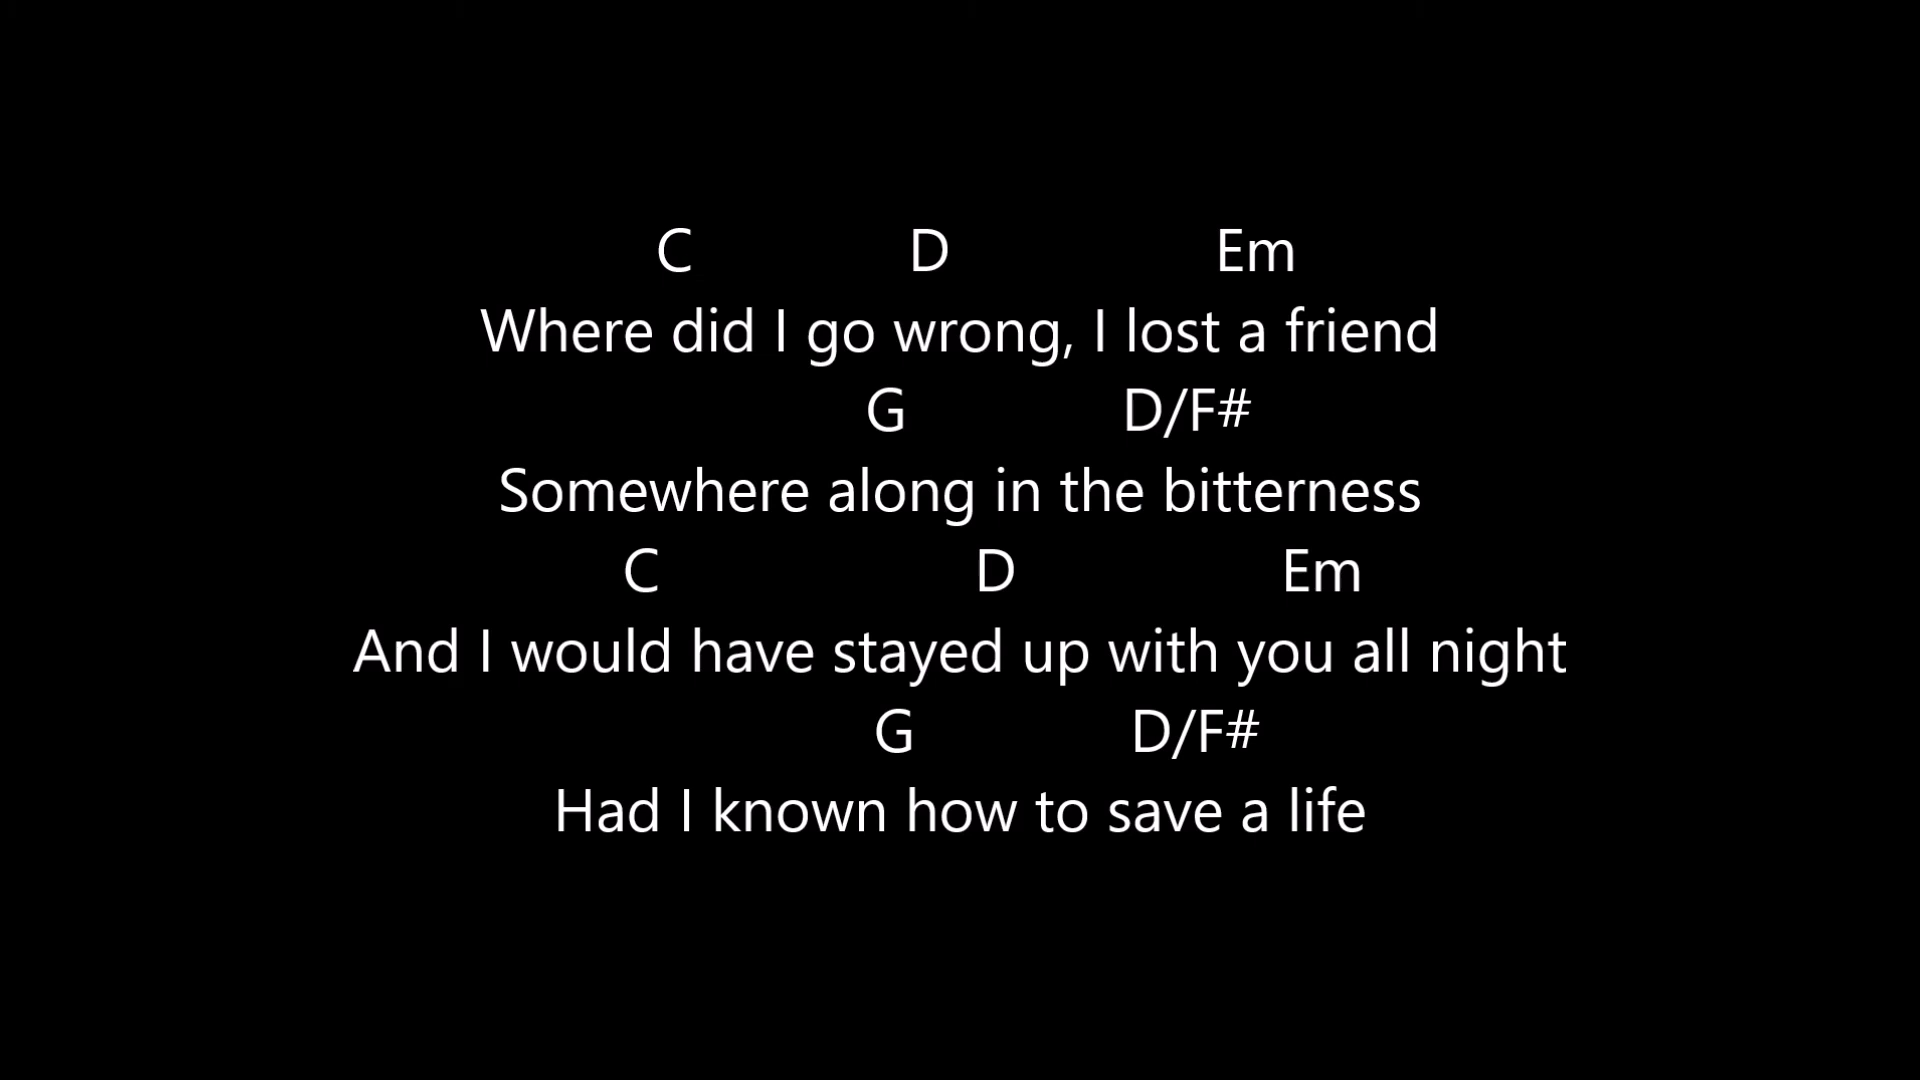 C D Em
Where did I go wrong, I lost a friend
G D/F#
Somewhere along in the bitterness
C D Em
And I would have stayed up with you all night
G D/F#
Had I known how to save a life